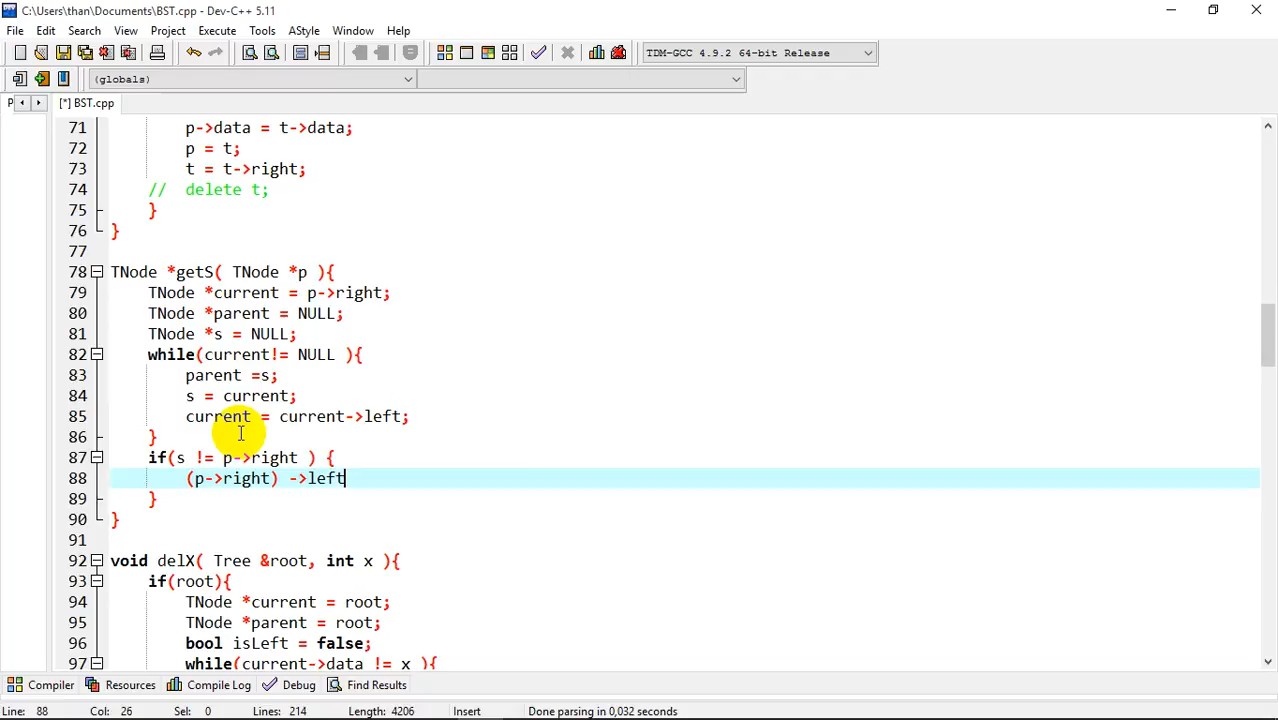 C:\Users\than\Documents\BST.cpp - Dev-C++ 5.11
File Edit Search View Project Execute Tools AStyle Window Help
TDM-GCC 4.9.2 64-bit Release
(globals)
P [*] BST.cpp
71 p->data = t->data;
72 p = t;
73 t = t->right;
74 // delete t;
75 }
76 }
77
78 TNode *getS( TNode *p ){
79 TNode *current = p->right;
80 TNode *parent = NULL;
81 TNode *s = NULL;
82 while(current!= NULL ){
83 parent =s;
84 s = current;
85 current = current->left;
86 }
87 if(s != p->right ) {
88 (p->right) ->left
89 }
90 }
91
92 void delX( Tree &root, int x ){
93 if(root){
94 TNode *current = root;
95 TNode *parent = root;
96 bool isLeft = false;
97 while(current->data != x ){
Compiler Resources Compile Log Debug Find Results
Line: 88 Col: 26 Sel: 0 Lines: 214 Length: 4206 Insert Done parsing in 0,032 seconds